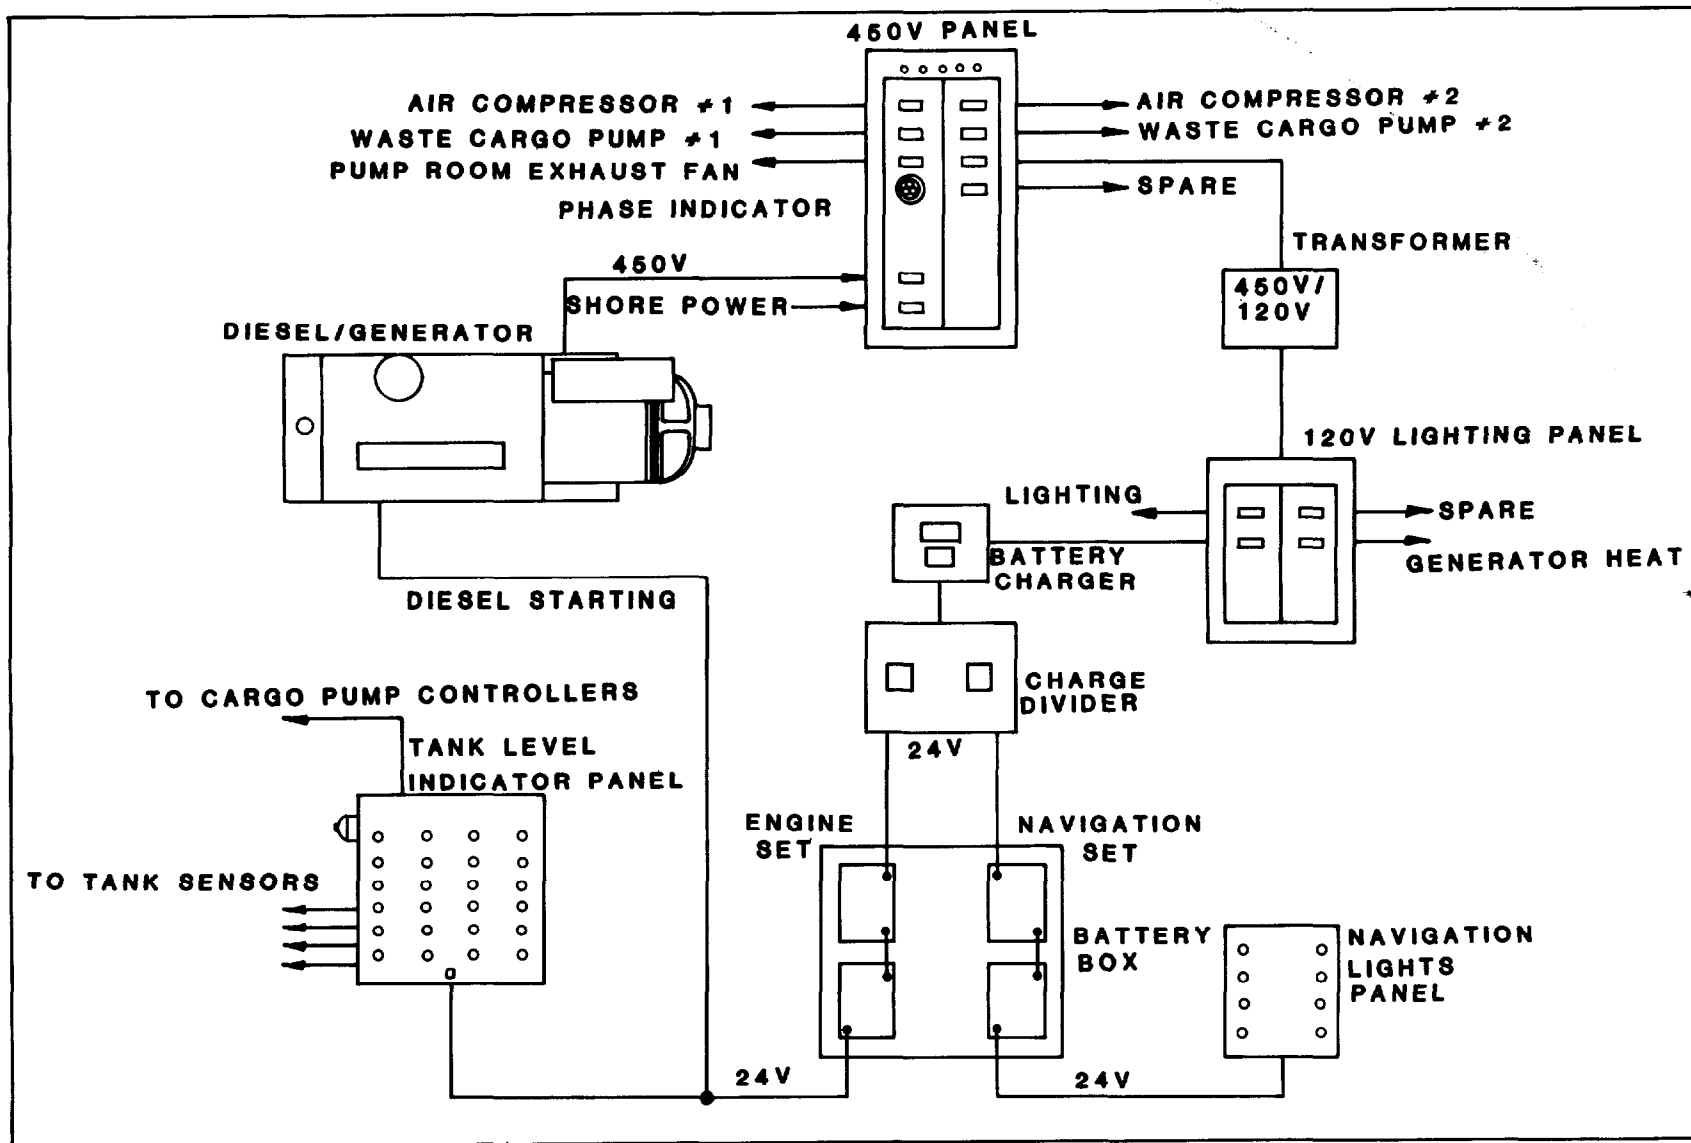 450V PANEL
AIR COMPRESSOR #1
AIR COMPRESSOR #2
WASTE CARGO PUMP #1
WASTE CARGO PUMP #2
PUMP ROOM EXHAUST FAN
SPARE
PHASE INDICATOR
TRANSFORMER
450V
450V/
120V
SHORE POWER
DIESEL/GENERATOR
120V LIGHTING PANEL
LIGHTING
SPARE
BATTERY
CHARGER
GENERATOR HEAT
DIESEL STARTING
TO CARGO PUMP CONTROLLERS
CHARGE
DIVIDER
TANK LEVEL
INDICATOR PANEL
24V
ENGINE
SET
NAVIGATION
SET
TO TANK SENSORS
BATTERY
BOX
NAVIGATION
LIGHTS
PANEL
24V
24V